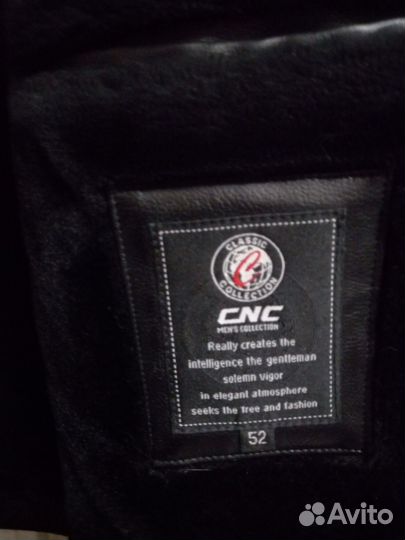 CLASSIC
COLLECTION
CNC
MEN'S COLLECTION
Really creates the
intelligence the gentleman
solemn vigor
in elegant atmosphere
seeks the free and fashion
52
Avito